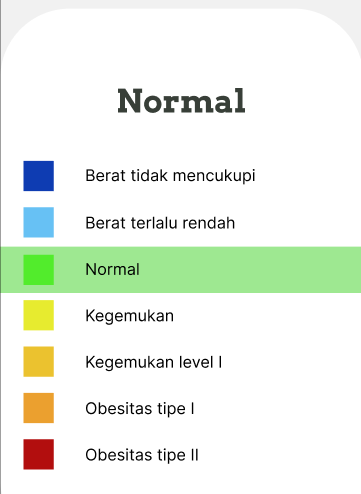 Normal
Berat tidak mencukupi
Berat terlalu rendah
Normal
Kegemukan
Kegemukan level I
Obesitas tipe I
Obesitas tipe II